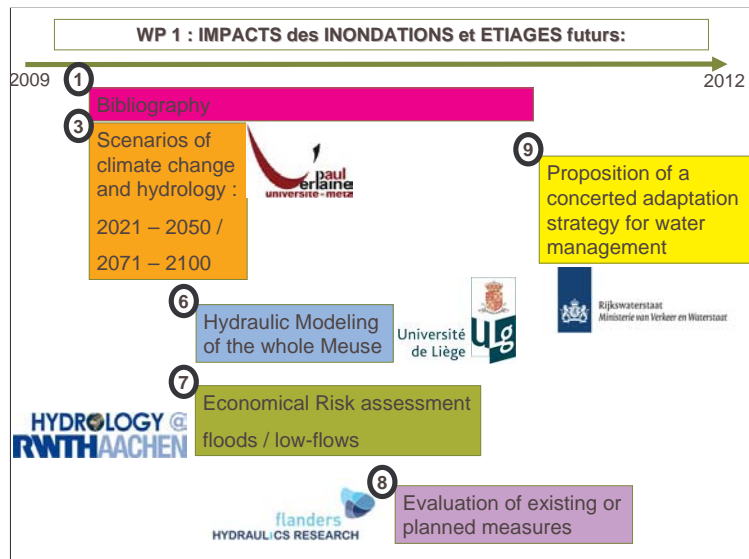 WP 1 : IMPACTS des INONDATIONS et ETIAGES futurs:
2009
2012
1
Bibliography
3
Scenarios of
climate change
and hydrology :
2021 – 2050 /
2071 – 2100
paul
verlaine
université - metz
9
Proposition of a
concerted adaptation
strategy for water
management
Rijkswaterstaat
Ministerie van Verkeer en Waterstaat
6
Hydraulic Modeling
of the whole Meuse
Université
de Liège
ULg
7
Economical Risk assessment
floods / low-flows
HYDROLOGY @
RWTHAACHEN
8
Evaluation of existing or
planned measures
flanders
HYDRAULICS RESEARCH